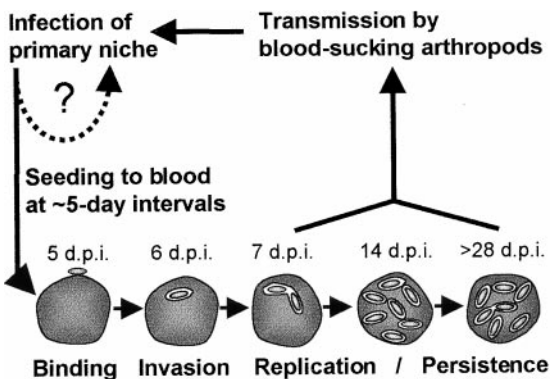 Infection of
primary niche
Transmission by
blood-sucking arthropods
?
Seeding to blood
at ~5-day intervals
5 d.p.i. 6 d.p.i. 7 d.p.i. 14 d.p.i. >28 d.p.i.
Binding Invasion Replication / Persistence